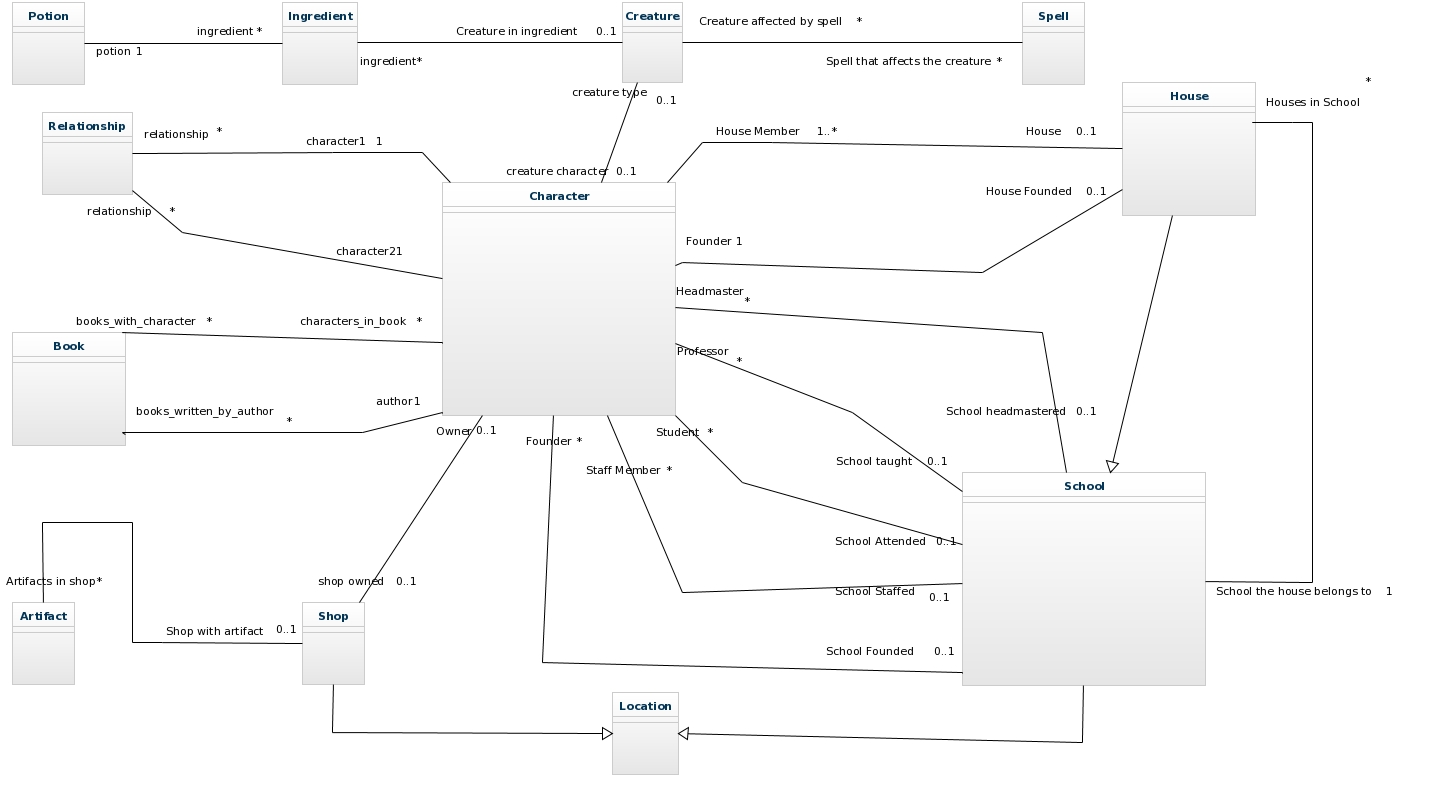 Potion
Ingredient
Creature
Spell
Creature affected by spell *
ingredient *
Creature in ingredient 0..1
potion 1
ingredient*
Spell that affects the creature *
*
creature type
0..1
House
Houses in School
Relationship
relationship *
character1 1
House Member 1..*
House 0..1
creature character 0..1
House Founded 0..1
Character
relationship *
Founder 1
character21
Headmaster
*
books_with_character *
characters_in_book *
Book
Professor
*
author1
books_written_by_author
*
School headmastered 0..1
Owner 0..1
Founder *
Student *
Staff Member *
School taught 0..1
School
School Attended 0..1
Artifacts in shop*
shop owned 0..1
School Staffed
0..1
School the house belongs to 1
Artifact
Shop
Shop with artifact 0..1
School Founded 0..1
Location